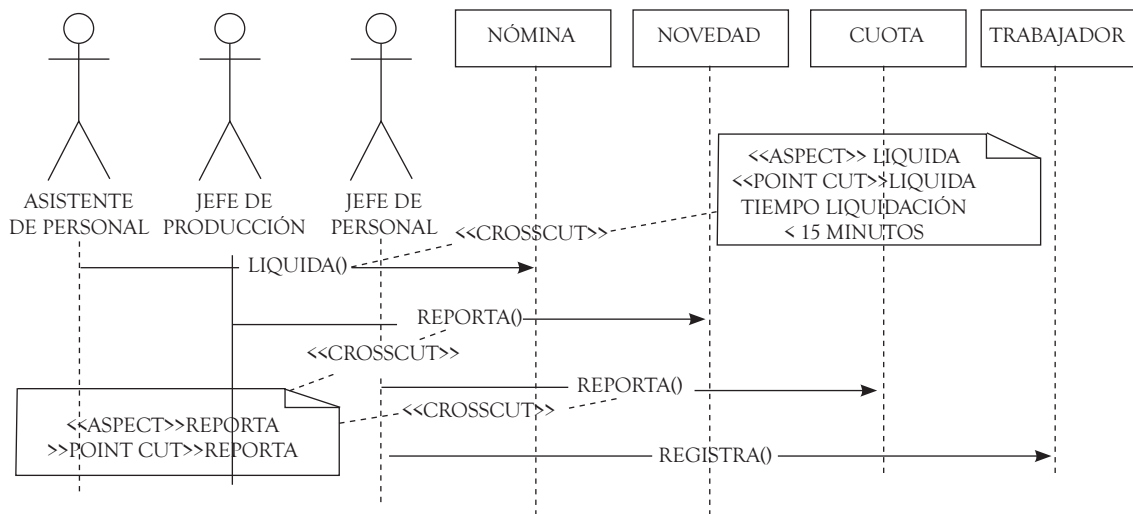 NÓMINA
NOVEDAD
CUOTA
TRABAJADOR
ASISTENTE
DE PERSONAL
JEFE DE
PRODUCCIÓN
JEFE DE
PERSONAL
<<ASPECT>> LIQUIDA
<<POINT CUT>>LIQUIDA
TIEMPO LIQUIDACIÓN
< 15 MINUTOS
<<CROSSCUT>>
LIQUIDA()
REPORTA()
<<CROSSCUT>>
REPORTA()
<<CROSSCUT>>
<<ASPECT>>REPORTA
>>POINT CUT>>REPORTA
REGISTRA()